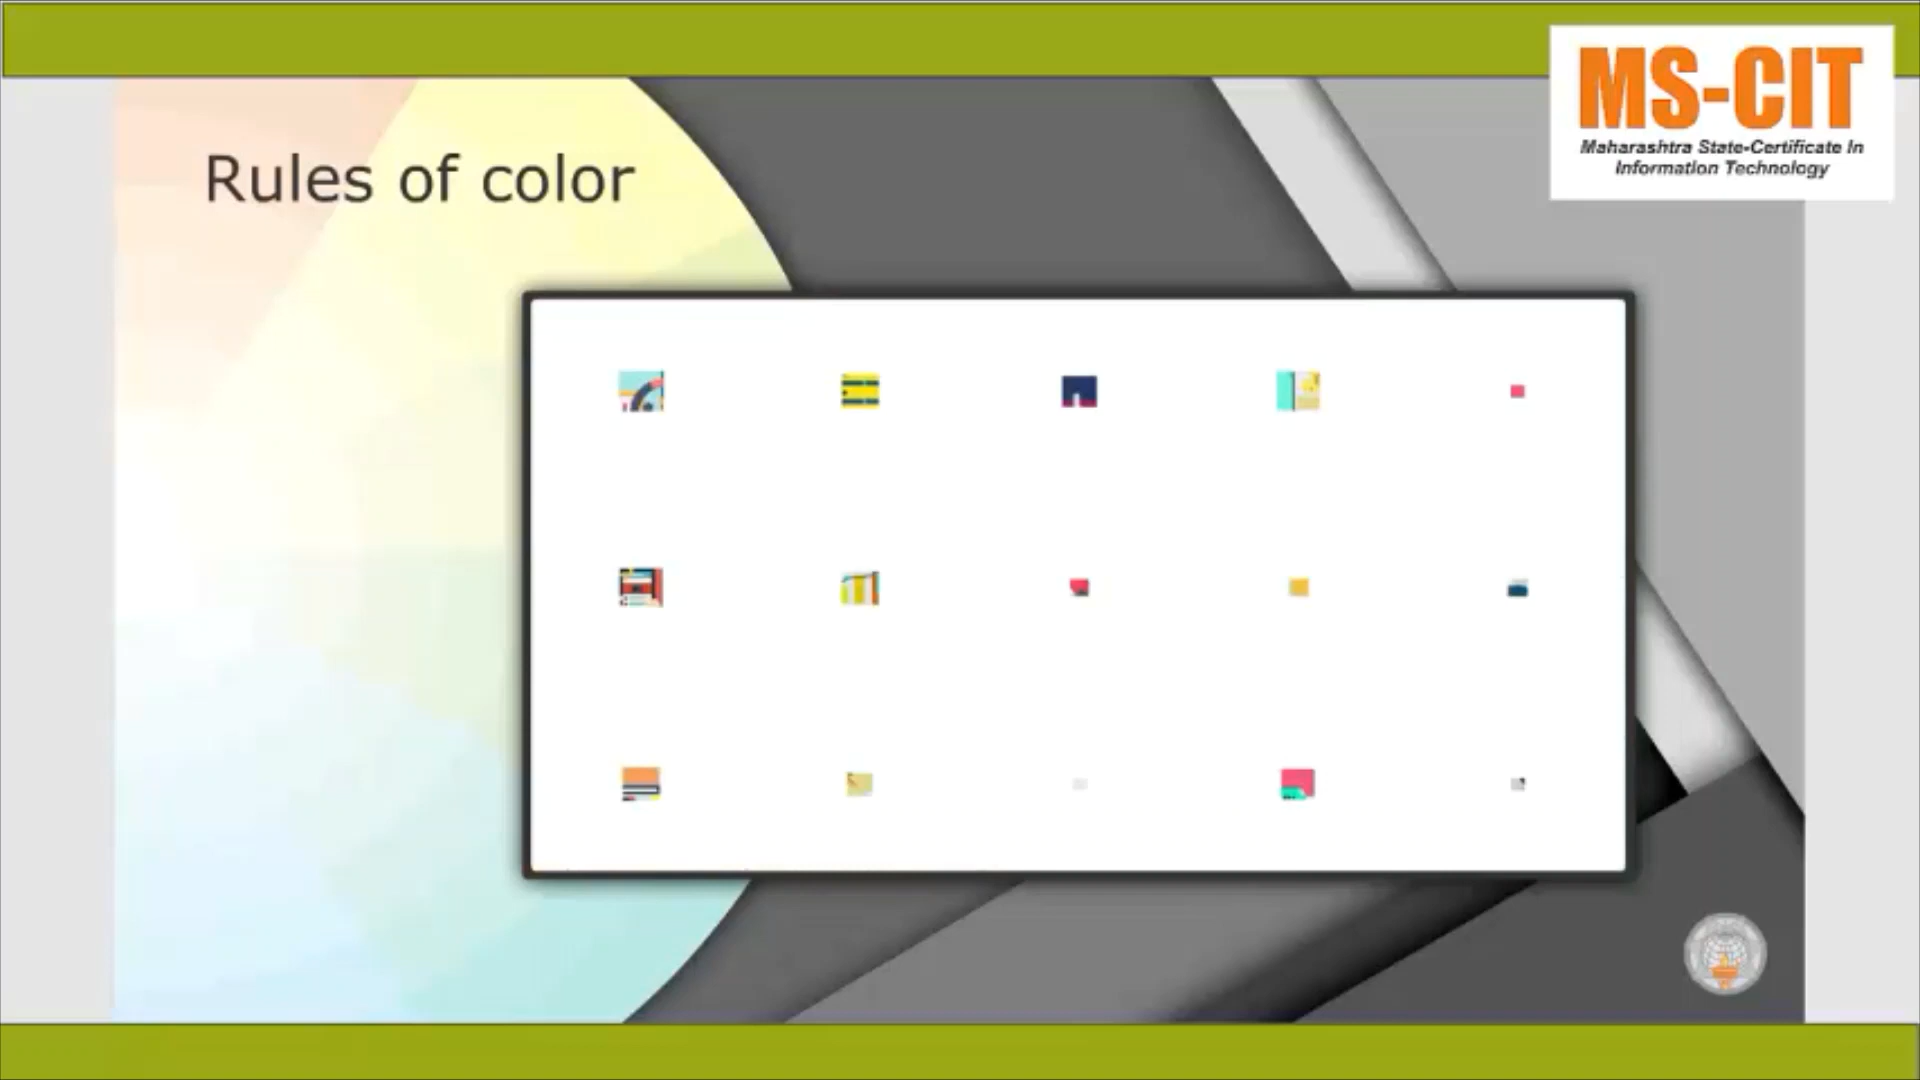 MS-CIT
Maharashtra State-Certificate In
Information Technology
Rules of color